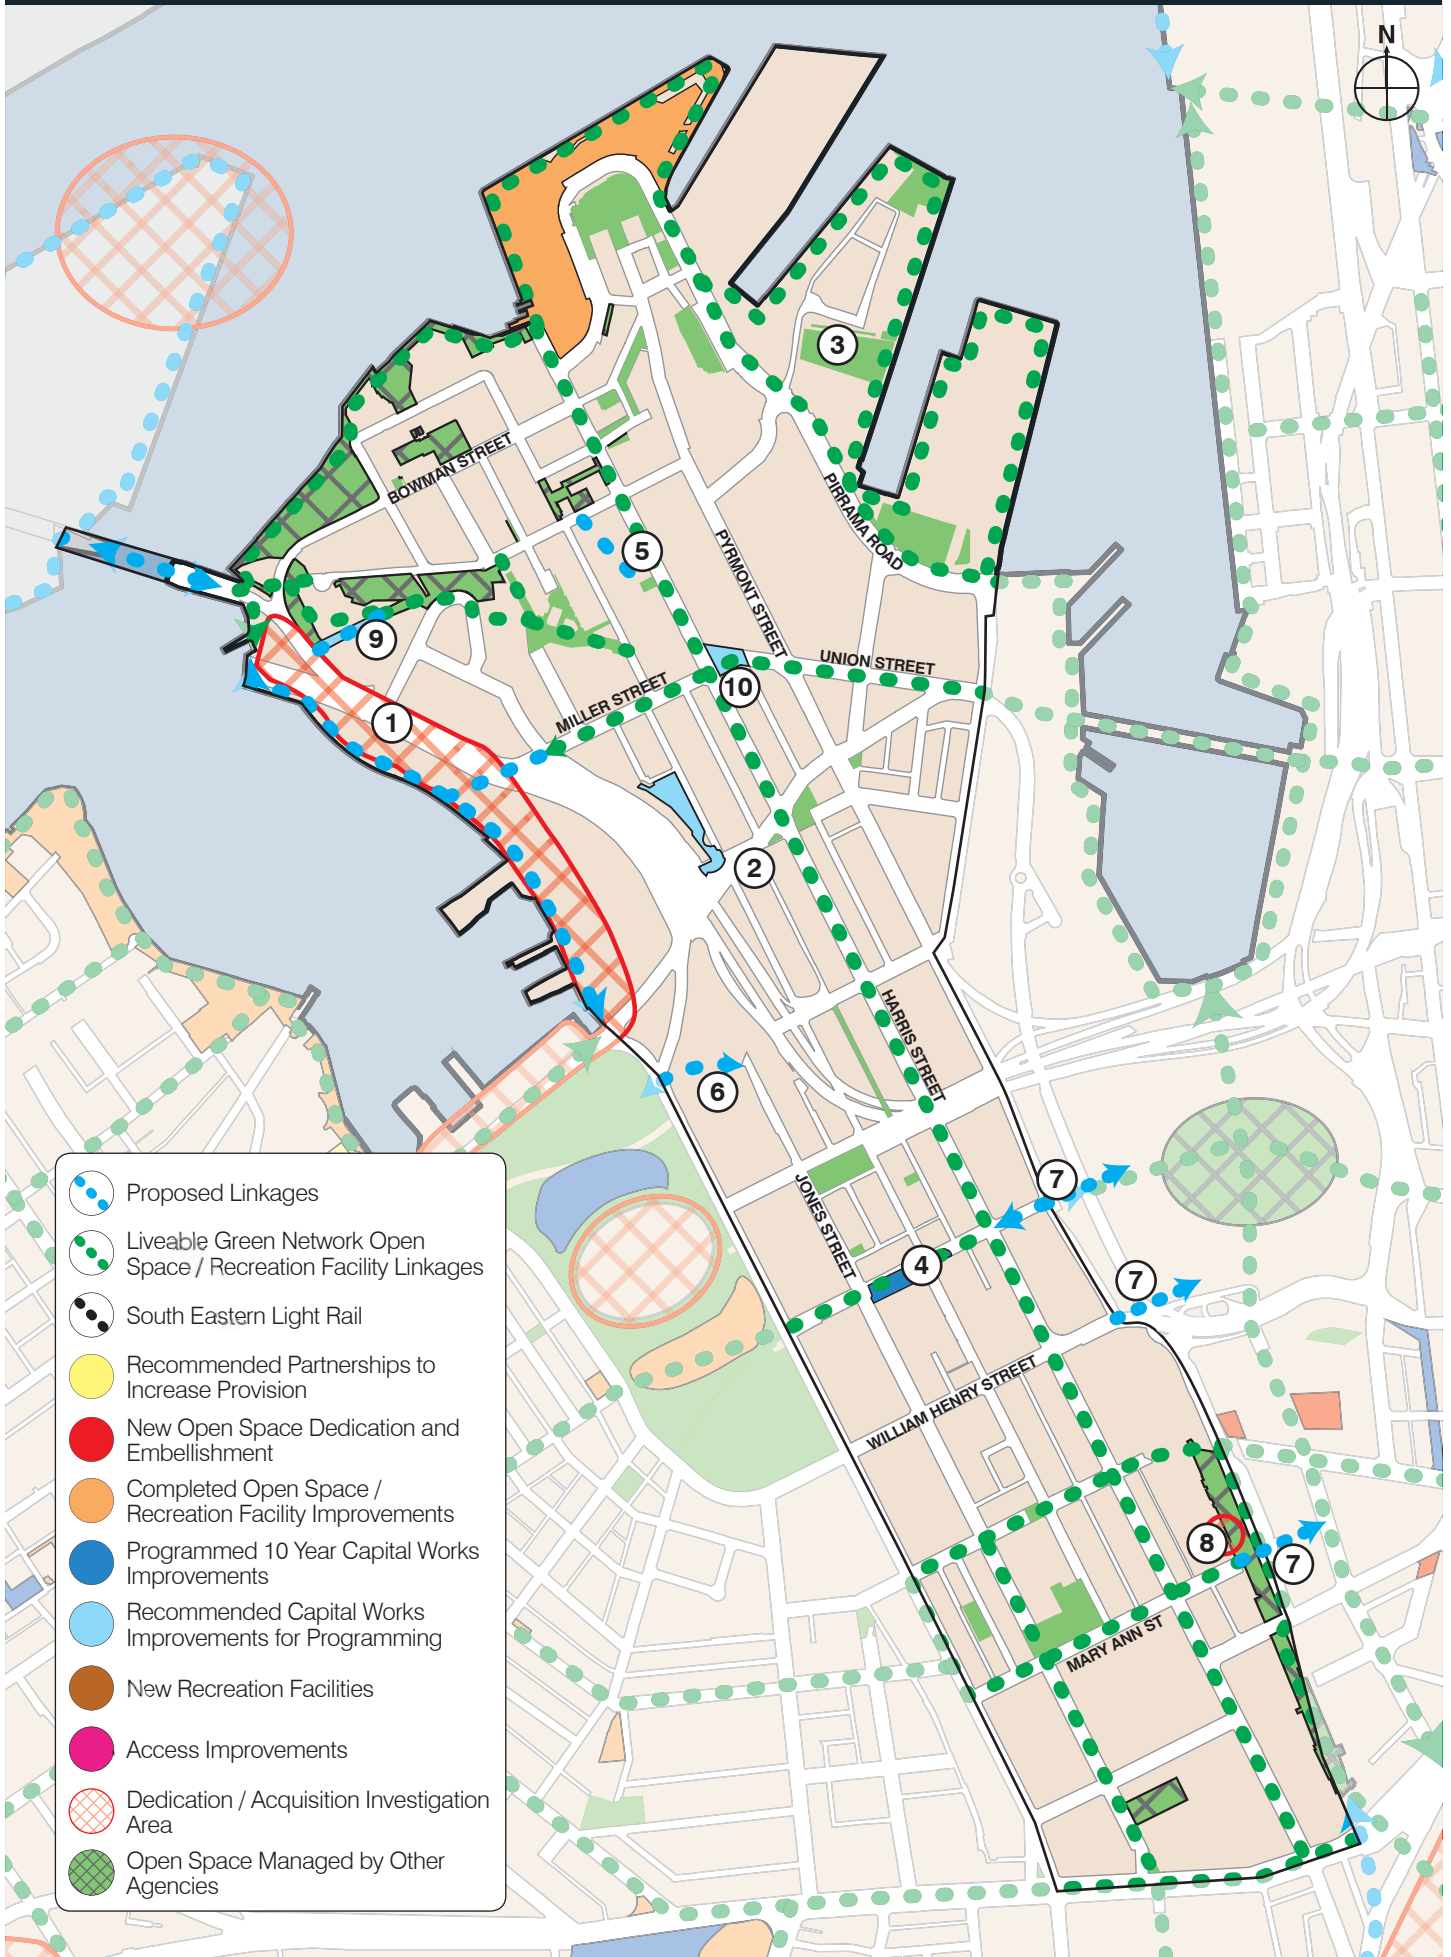 N
3
BOWMAN STREET
PIRRAMA ROAD
5
PYRMONT STREET
9
UNION STREET
10
MILLER STREET
1
2
HARRIS STREET
6
7
JONES STREET
4
7
WILLIAM HENRY STREET
8
7
MARY ANN ST
Proposed Linkages
Liveable Green Network Open
Space / Recreation Facility Linkages
South Eastern Light Rail
Recommended Partnerships to
Increase Provision
New Open Space Dedication and
Embellishment
Completed Open Space /
Recreation Facility Improvements
Programmed 10 Year Capital Works
Improvements
Recommended Capital Works
Improvements for Programming
New Recreation Facilities
Access Improvements
Dedication / Acquisition Investigation
Area
Open Space Managed by Other
Agencies